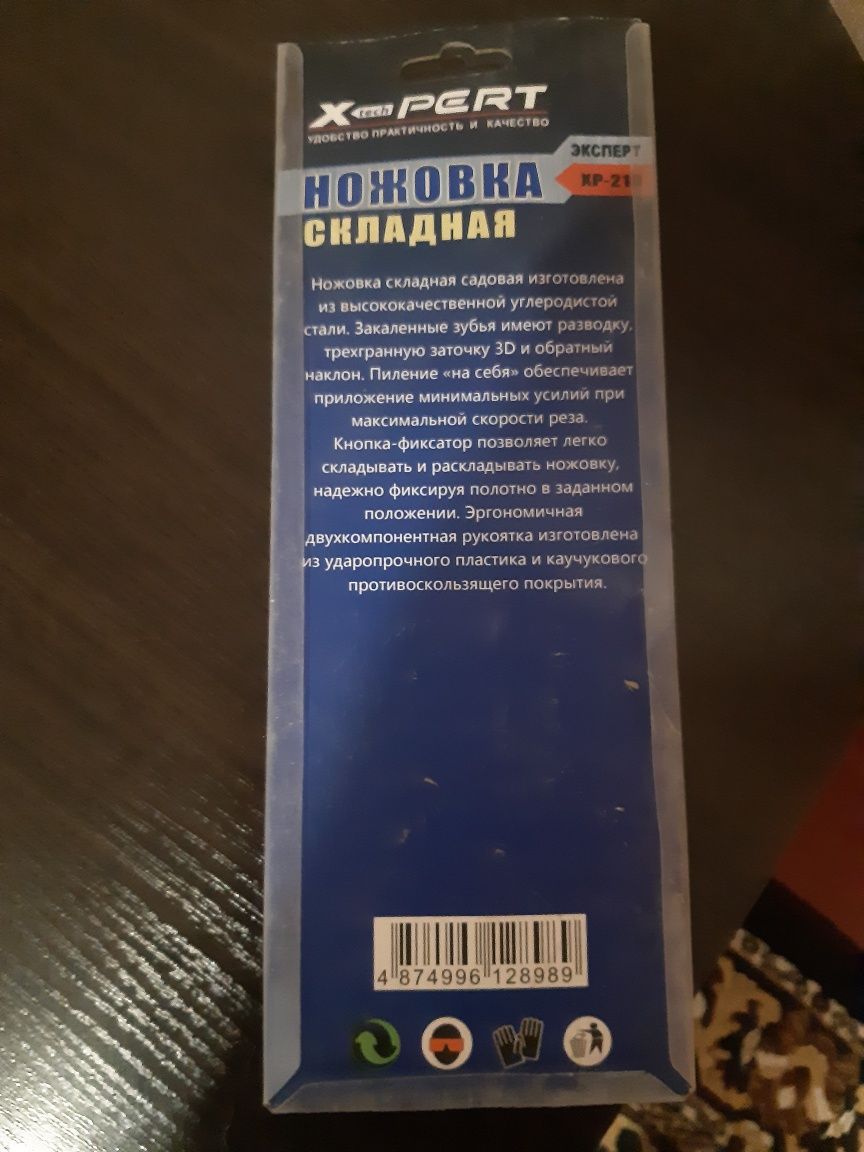 X-tech PERT
УДОБСТВО ПРАКТИЧНОСТЬ И КАЧЕСТВО
ЭКСПЕРТ
НОЖОВКА
СКЛАДНАЯ
Ножовка складная садовая изготовлена
из высококачественной углеродистой
стали. Закаленные зубья имеют разводку,
трехгранную заточку 3D и обратный
наклон. Пиление «на себя» обеспечивает
приложение минимальных усилий при
максимальной скорости реза.
Кнопка-фиксатор позволяет легко
складывать и раскладывать ножовку,
надежно фиксируя полотно в заданном
положении. Эргономичная
двухкомпонентная рукоятка изготовлена
из ударопрочного пластика и каучукового
противоскользящего покрытия.
4 874996 128989